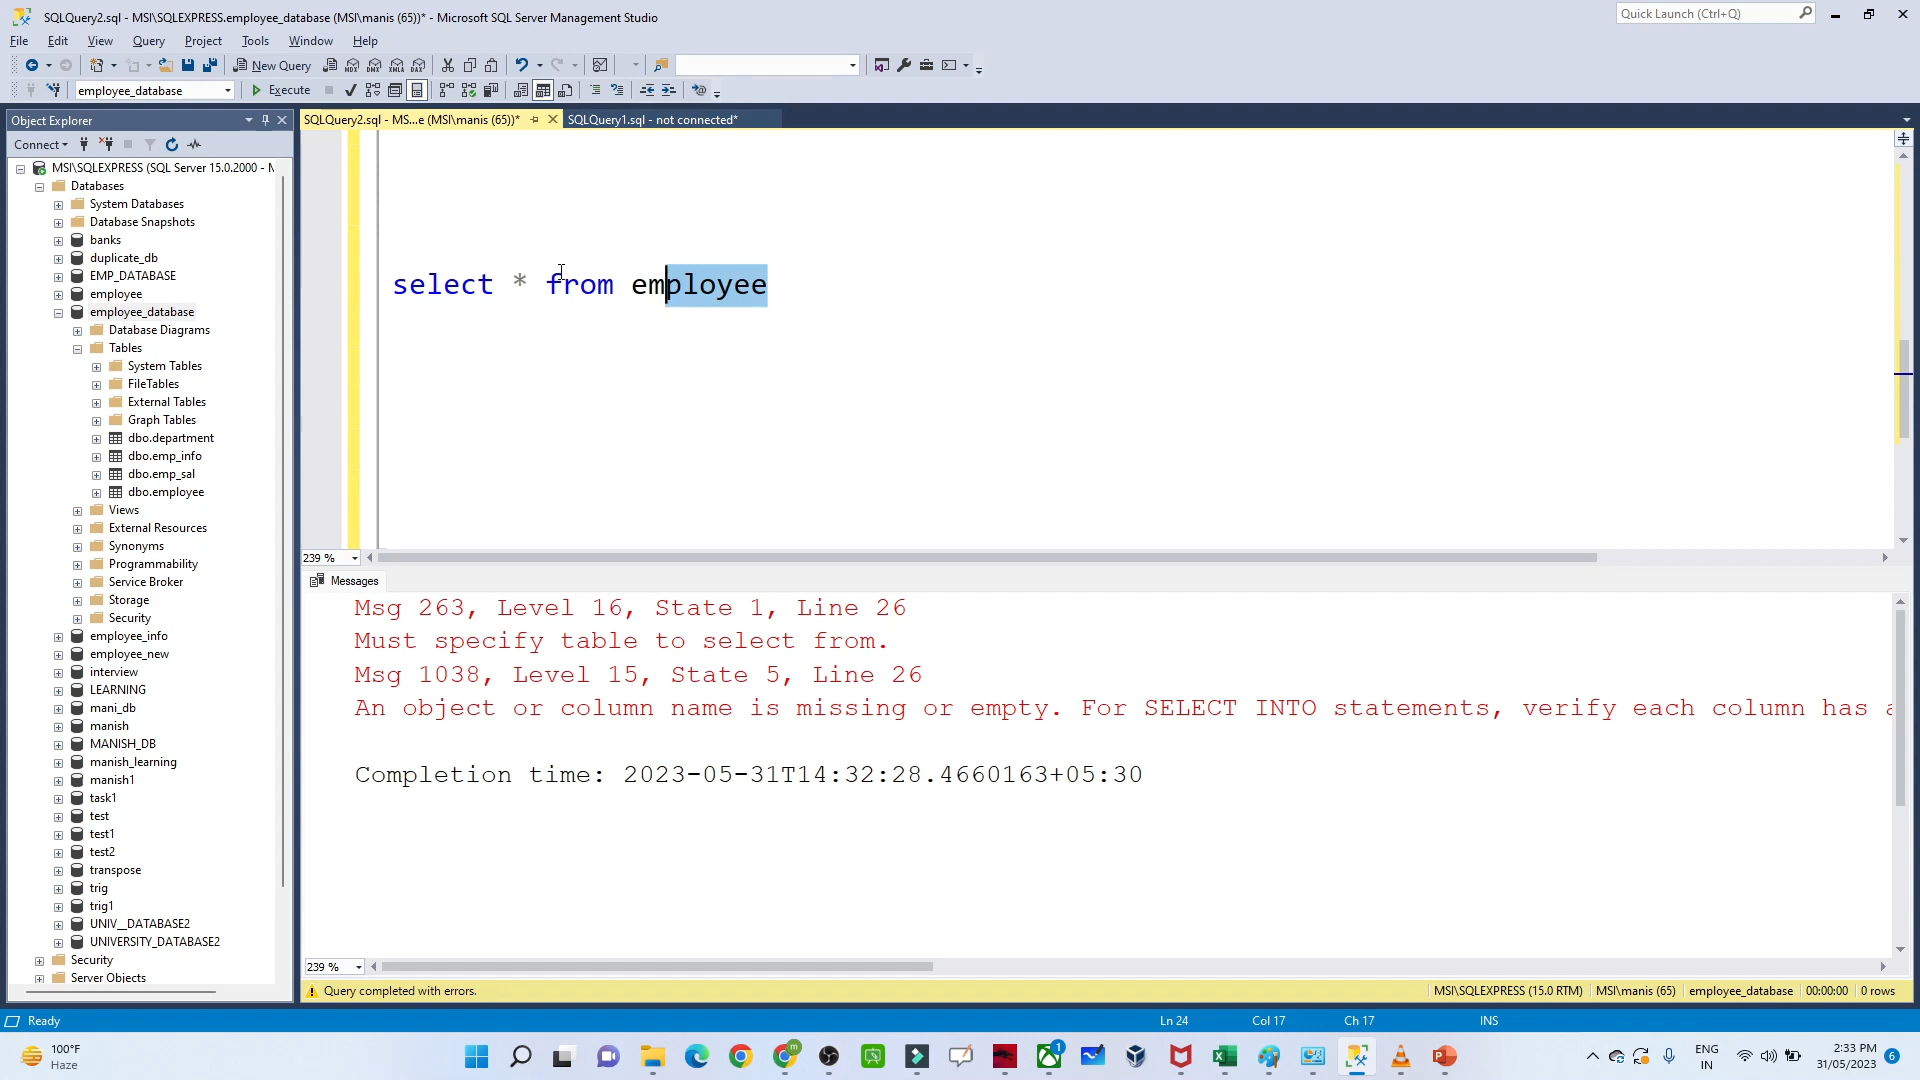 SQLQuery2.sql - MSI\SQLEXPRESS.employee_database (MSI\manis (65))* - Microsoft SQL Server Management Studio
Quick Launch (Ctrl+Q)
File Edit View Query Project Tools Window Help
New Query
MDX DMX XMLA DAX
employee_database
Execute
Object Explorer
SQLQuery2.sql - MS...e (MSI\manis (65))*
SQLQuery1.sql - not connected*
Connect
MSI\SQLEXPRESS (SQL Server 15.0.2000 - M
Databases
System Databases
Database Snapshots
banks
duplicate_db
EMP_DATABASE
employee
employee_database
Database Diagrams
Tables
System Tables
FileTables
External Tables
Graph Tables
dbo.department
dbo.emp_info
dbo.emp_sal
dbo.employee
Views
External Resources
Synonyms
Programmability
Service Broker
Storage
Security
employee_info
employee_new
interview
LEARNING
mani_db
manish
MANISH_DB
manish_learning
manish1
task1
test
test1
test2
transpose
trig
trig1
UNIV__DATABASE2
UNIVERSITY_DATABASE2
Security
Server Objects
select * from employee
239 %
Messages
Msg 263, Level 16, State 1, Line 26
Must specify table to select from.
Msg 1038, Level 15, State 5, Line 26
An object or column name is missing or empty. For SELECT INTO statements, verify each column has a
Completion time: 2023-05-31T14:32:28.4660163+05:30
239 %
Query completed with errors.
MSI\SQLEXPRESS (15.0 RTM) MSI\manis (65) employee_database 00:00:00 0 rows
Ready
Ln 24 Col 17 Ch 17 INS
100°F
Haze
m
1
ENG
IN
2:33 PM
31/05/2023
6